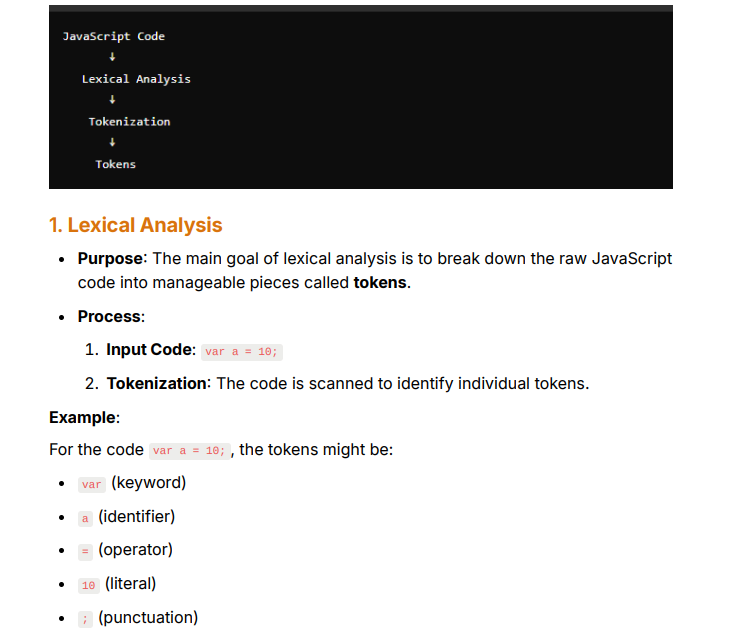 JavaScript Code
↓
Lexical Analysis
↓
Tokenization
↓
Tokens
1. Lexical Analysis
• Purpose: The main goal of lexical analysis is to break down the raw JavaScript
code into manageable pieces called tokens.
• Process:
1. Input Code: var a = 10;
2. Tokenization: The code is scanned to identify individual tokens.
Example:
For the code var a = 10; , the tokens might be:
• var (keyword)
• a (identifier)
• = (operator)
• 10 (literal)
• ; (punctuation)